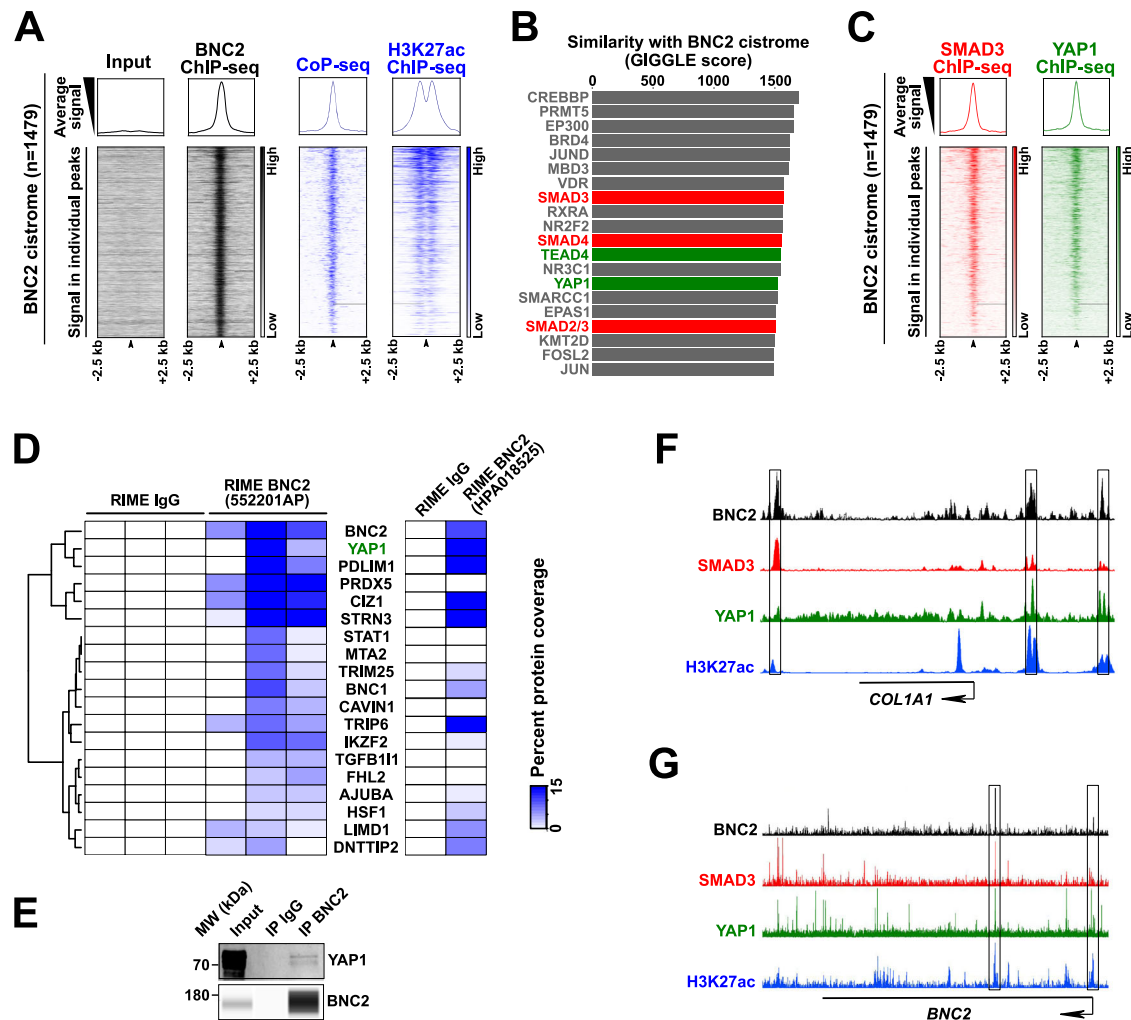 A
BNC2 cistrome (n=1479)
Average signal
Signal in individual peaks
Input
BNC2
ChIP-seq
CoP-seq
H3K27ac
ChIP-seq
High
Low
High
Low
-2.5 kb
+2.5 kb
-2.5 kb
+2.5 kb
-2.5 kb
+2.5 kb
-2.5 kb
+2.5 kb
B
Similarity with BNC2 cistrome
(GIGGLE score)
0 500 1000 1500
CREBBP
PRMT5
EP300
BRD4
JUND
MBD3
VDR
SMAD3
RXRA
NR2F2
SMAD4
TEAD4
NR3C1
YAP1
SMARCC1
EPAS1
SMAD2/3
KMT2D
FOSL2
JUN
C
BNC2 cistrome (n=1479)
Average signal
Signal in individual peaks
SMAD3
ChIP-seq
YAP1
ChIP-seq
High
Low
High
Low
-2.5 kb
+2.5 kb
-2.5 kb
+2.5 kb
D
RIME IgG
RIME BNC2
(552201AP)
RIME IgG
RIME BNC2
(HPA018525)
BNC2
YAP1
PDLIM1
PRDX5
CIZ1
STRN3
STAT1
MTA2
TRIM25
BNC1
CAVIN1
TRIP6
IKZF2
TGFB1I1
FHL2
AJUBA
HSF1
LIMD1
DNTTIP2
Percent protein coverage
15
0
E
MW (kDa)
Input
IP IgG
IP BNC2
70
YAP1
180
BNC2
F
BNC2
SMAD3
YAP1
H3K27ac
COL1A1
G
BNC2
SMAD3
YAP1
H3K27ac
BNC2